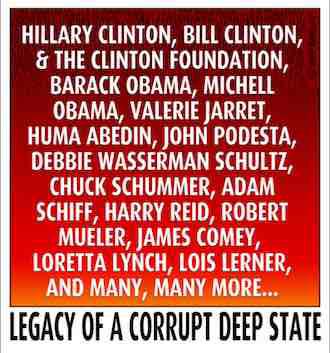 HILLARY CLINTON, BILL CLINTON,
& THE CLINTON FOUNDATION,
BARACK OBAMA, MICHELL
OBAMA, VALERIE JARRET,
HUMA ABEDIN, JOHN PODESTA,
DEBBIE WASSERMAN SCHULTZ,
CHUCK SCHUMMER, ADAM
SCHIFF, HARRY REID, ROBERT
MUELER, JAMES COMEY,
LORETTA LYNCH, LOIS LERNER,
AND MANY, MANY MORE...
LEGACY OF A CORRUPT DEEP STATE